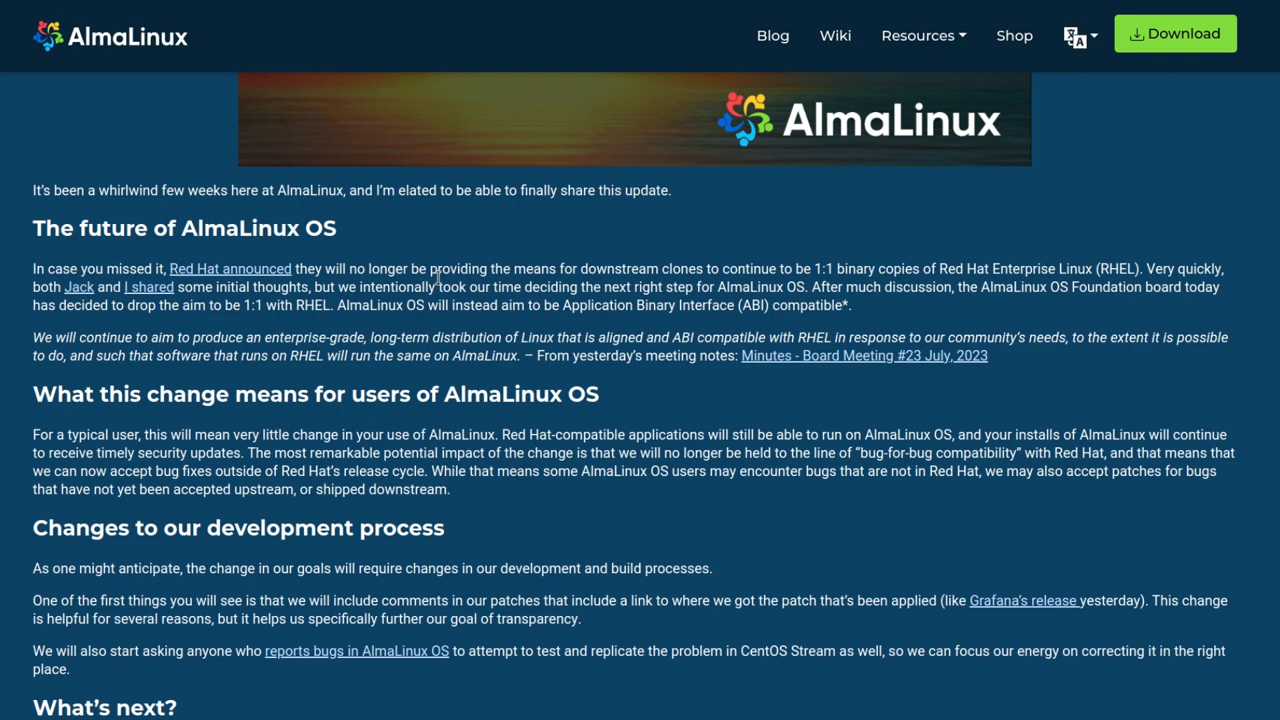 AlmaLinux
Blog
Wiki
Resources
Shop
Download
AlmaLinux
It’s been a whirlwind few weeks here at AlmaLinux, and I’m elated to be able to finally share this update.
The future of AlmaLinux OS
In case you missed it, Red Hat announced they will no longer be providing the means for downstream clones to continue to be 1:1 binary copies of Red Hat Enterprise Linux (RHEL). Very quickly,
both Jack and I shared some initial thoughts, but we intentionally took our time deciding the next right step for AlmaLinux OS. After much discussion, the AlmaLinux OS Foundation board today
has decided to drop the aim to be 1:1 with RHEL. AlmaLinux OS will instead aim to be Application Binary Interface (ABI) compatible*.
We will continue to aim to produce an enterprise-grade, long-term distribution of Linux that is aligned and ABI compatible with RHEL in response to our community’s needs, to the extent it is possible
to do, and such that software that runs on RHEL will run the same on AlmaLinux. – From yesterday’s meeting notes: Minutes - Board Meeting #23 July, 2023
What this change means for users of AlmaLinux OS
For a typical user, this will mean very little change in your use of AlmaLinux. Red Hat-compatible applications will still be able to run on AlmaLinux OS, and your installs of AlmaLinux will continue
to receive timely security updates. The most remarkable potential impact of the change is that we will no longer be held to the line of “bug-for-bug compatibility” with Red Hat, and that means that
we can now accept bug fixes outside of Red Hat’s release cycle. While that means some AlmaLinux OS users may encounter bugs that are not in Red Hat, we may also accept patches for bugs
that have not yet been accepted upstream, or shipped downstream.
Changes to our development process
As one might anticipate, the change in our goals will require changes in our development and build processes.
One of the first things you will see is that we will include comments in our patches that include a link to where we got the patch that’s been applied (like Grafana’s release yesterday). This change
is helpful for several reasons, but it helps us specifically further our goal of transparency.
We will also start asking anyone who reports bugs in AlmaLinux OS to attempt to test and replicate the problem in CentOS Stream as well, so we can focus our energy on correcting it in the right
place.
What’s next?